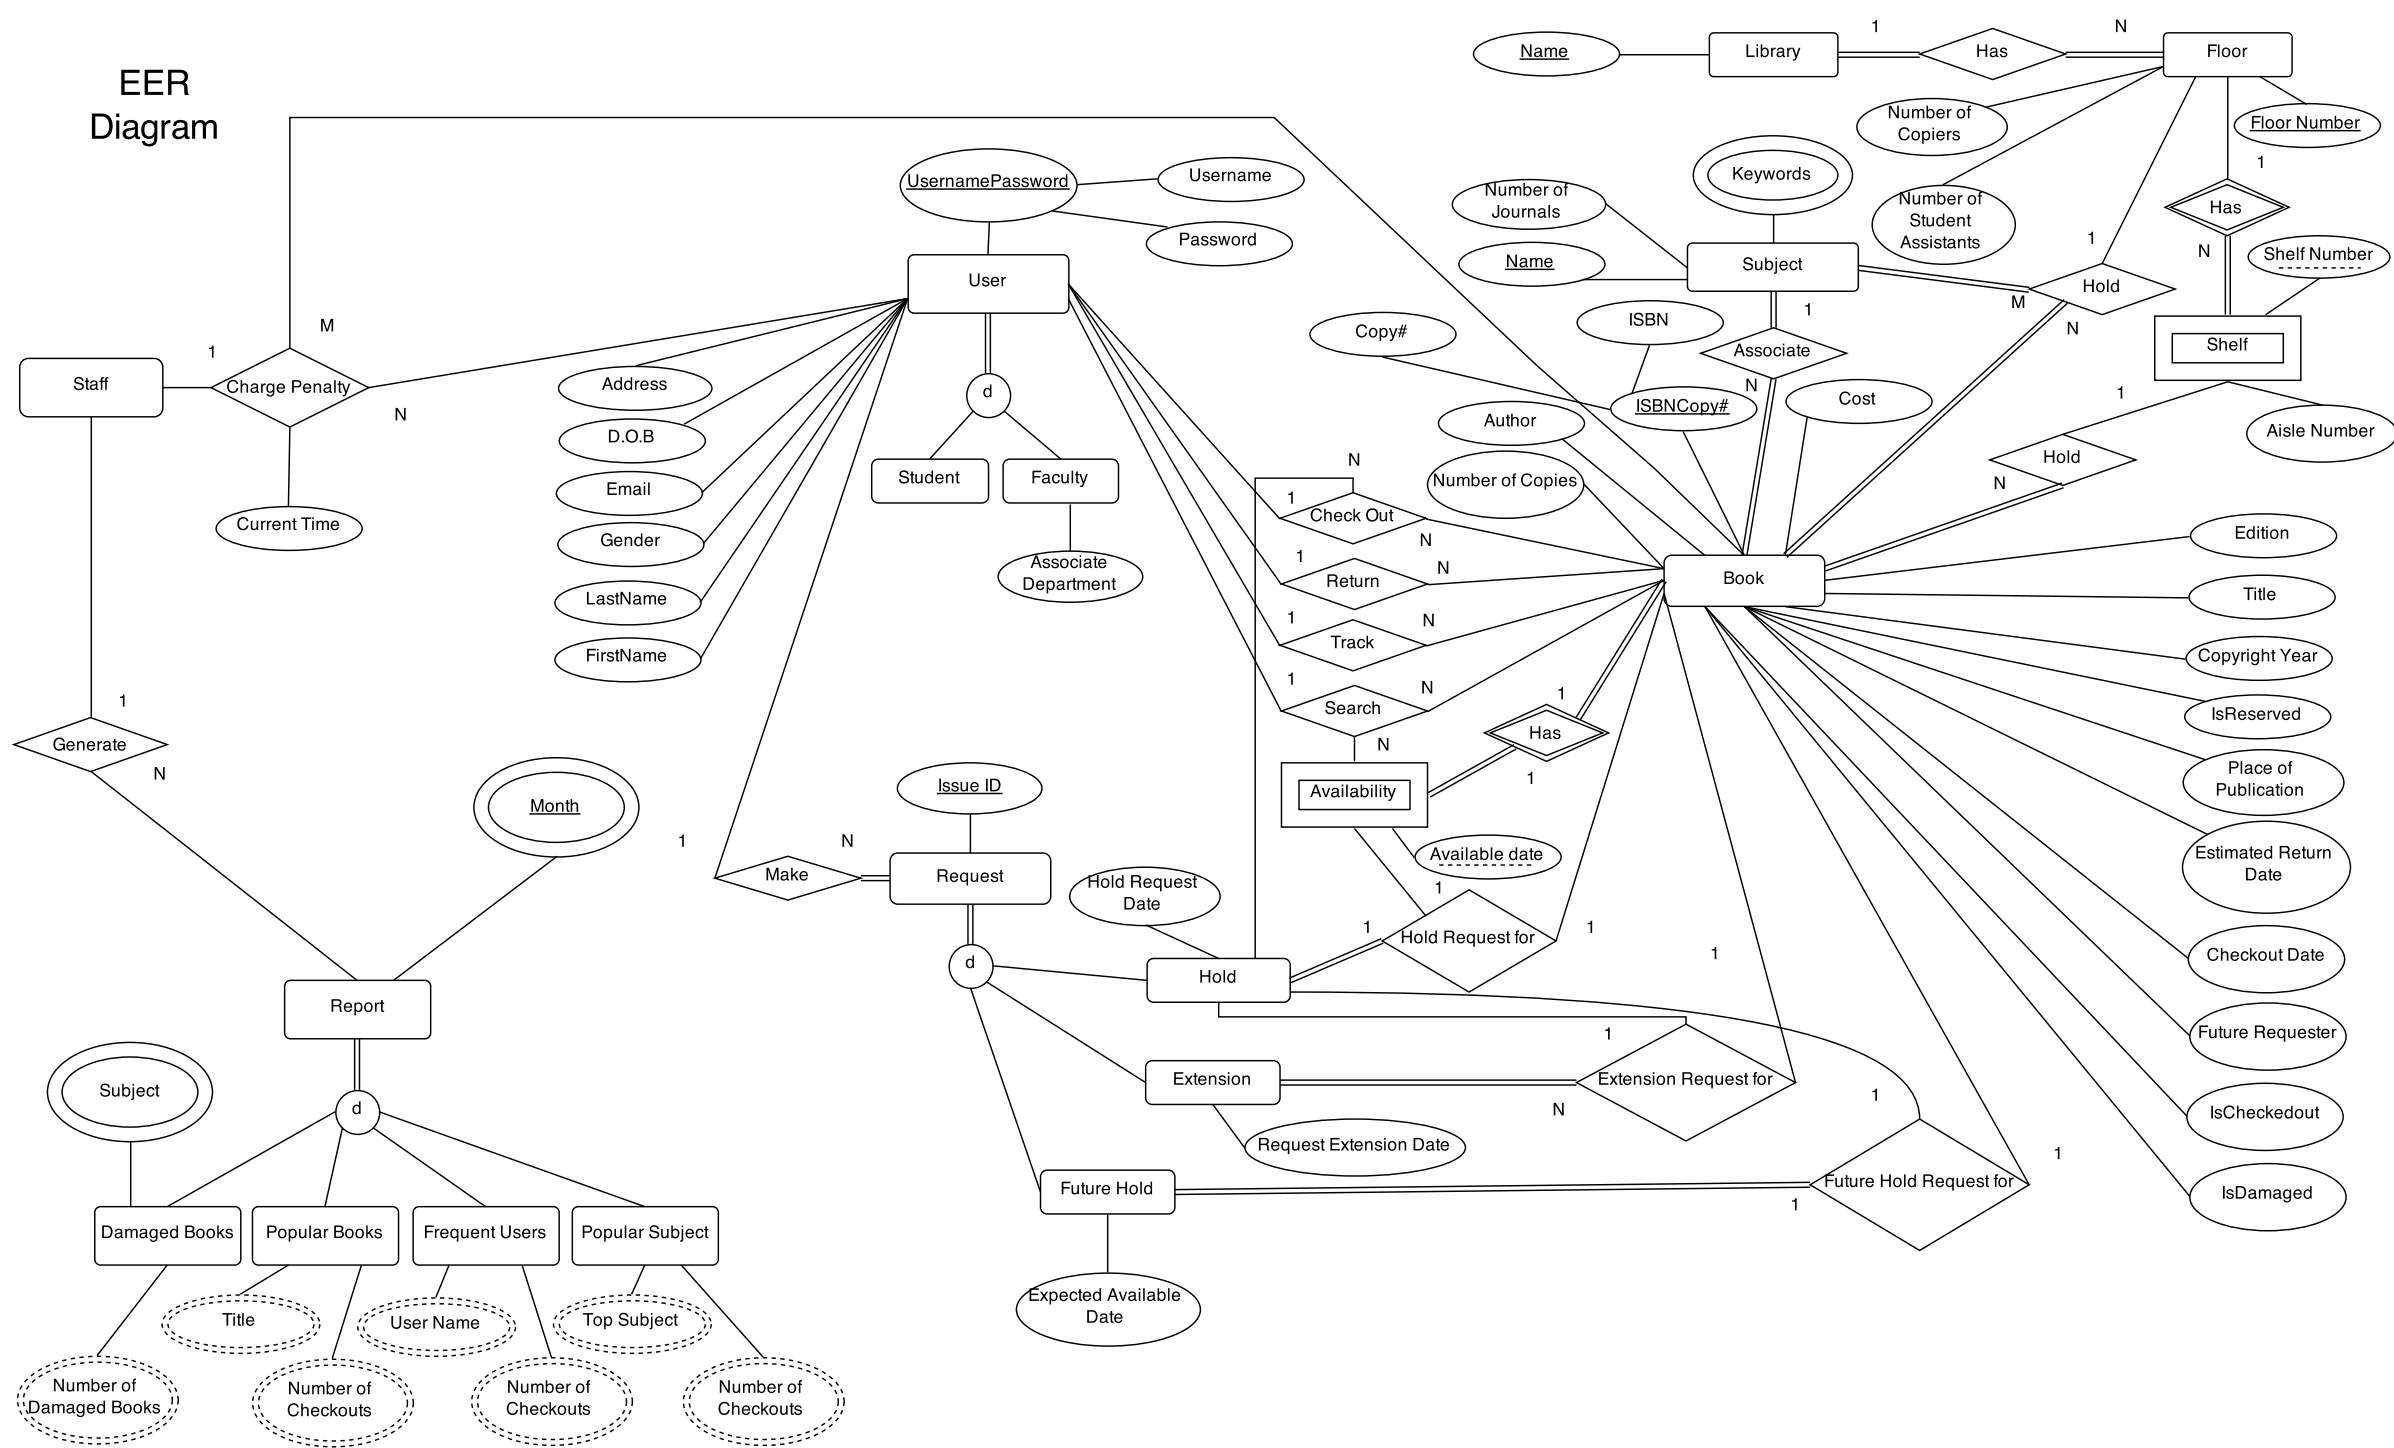 EER
Diagram
Name
Library
1
Has
N
Floor
Number of
Copiers
Floor Number
Number of
Student
Assistants
1
Has
N
Shelf Number
Shelf
Aisle Number
1
Hold
N
Keywords
Number of
Journals
Name
Subject
1
Hold
M
N
1
Associate
N
UsernamePassword
Username
Password
User
d
Student
Faculty
Associate
Department
Address
D.O.B
Email
Gender
LastName
FirstName
Staff
1
Charge Penalty
M
N
Current Time
1
Generate
N
Month
Report
d
Subject
Damaged Books
Popular Books
Frequent Users
Popular Subject
Title
User Name
Top Subject
Number of
Damaged Books
Number of
Checkouts
Number of
Checkouts
Number of
Checkouts
Copy#
ISBN
ISBNCopy#
Cost
Author
Number of Copies
Book
N
1
Check Out
N
1
Return
N
1
Track
N
1
Search
N
N
1
Has
1
Availability
Available date
Edition
Title
Copyright Year
IsReserved
Place of
Publication
Estimated Return
Date
Checkout Date
Future Requester
IsCheckedout
IsDamaged
1
Make
N
Issue ID
Request
d
Hold Request
Date
Hold
1
1
Hold Request for
1
Extension
Request Extension Date
1
1
Extension Request for
N
Future Hold
Expected Available
Date
1
Future Hold Request for
1
1